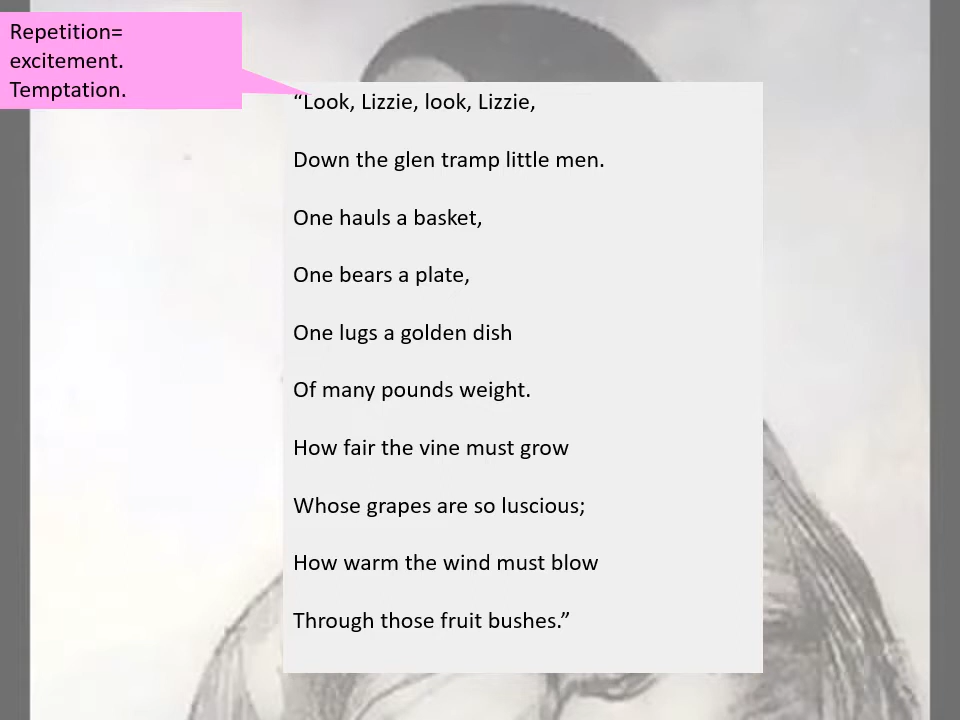 Repetition=
excitement.
Temptation.
“Look, Lizzie, look, Lizzie,
Down the glen tramp little men.
One hauls a basket,
One bears a plate,
One lugs a golden dish
Of many pounds weight.
How fair the vine must grow
Whose grapes are so luscious;
How warm the wind must blow
Through those fruit bushes.”